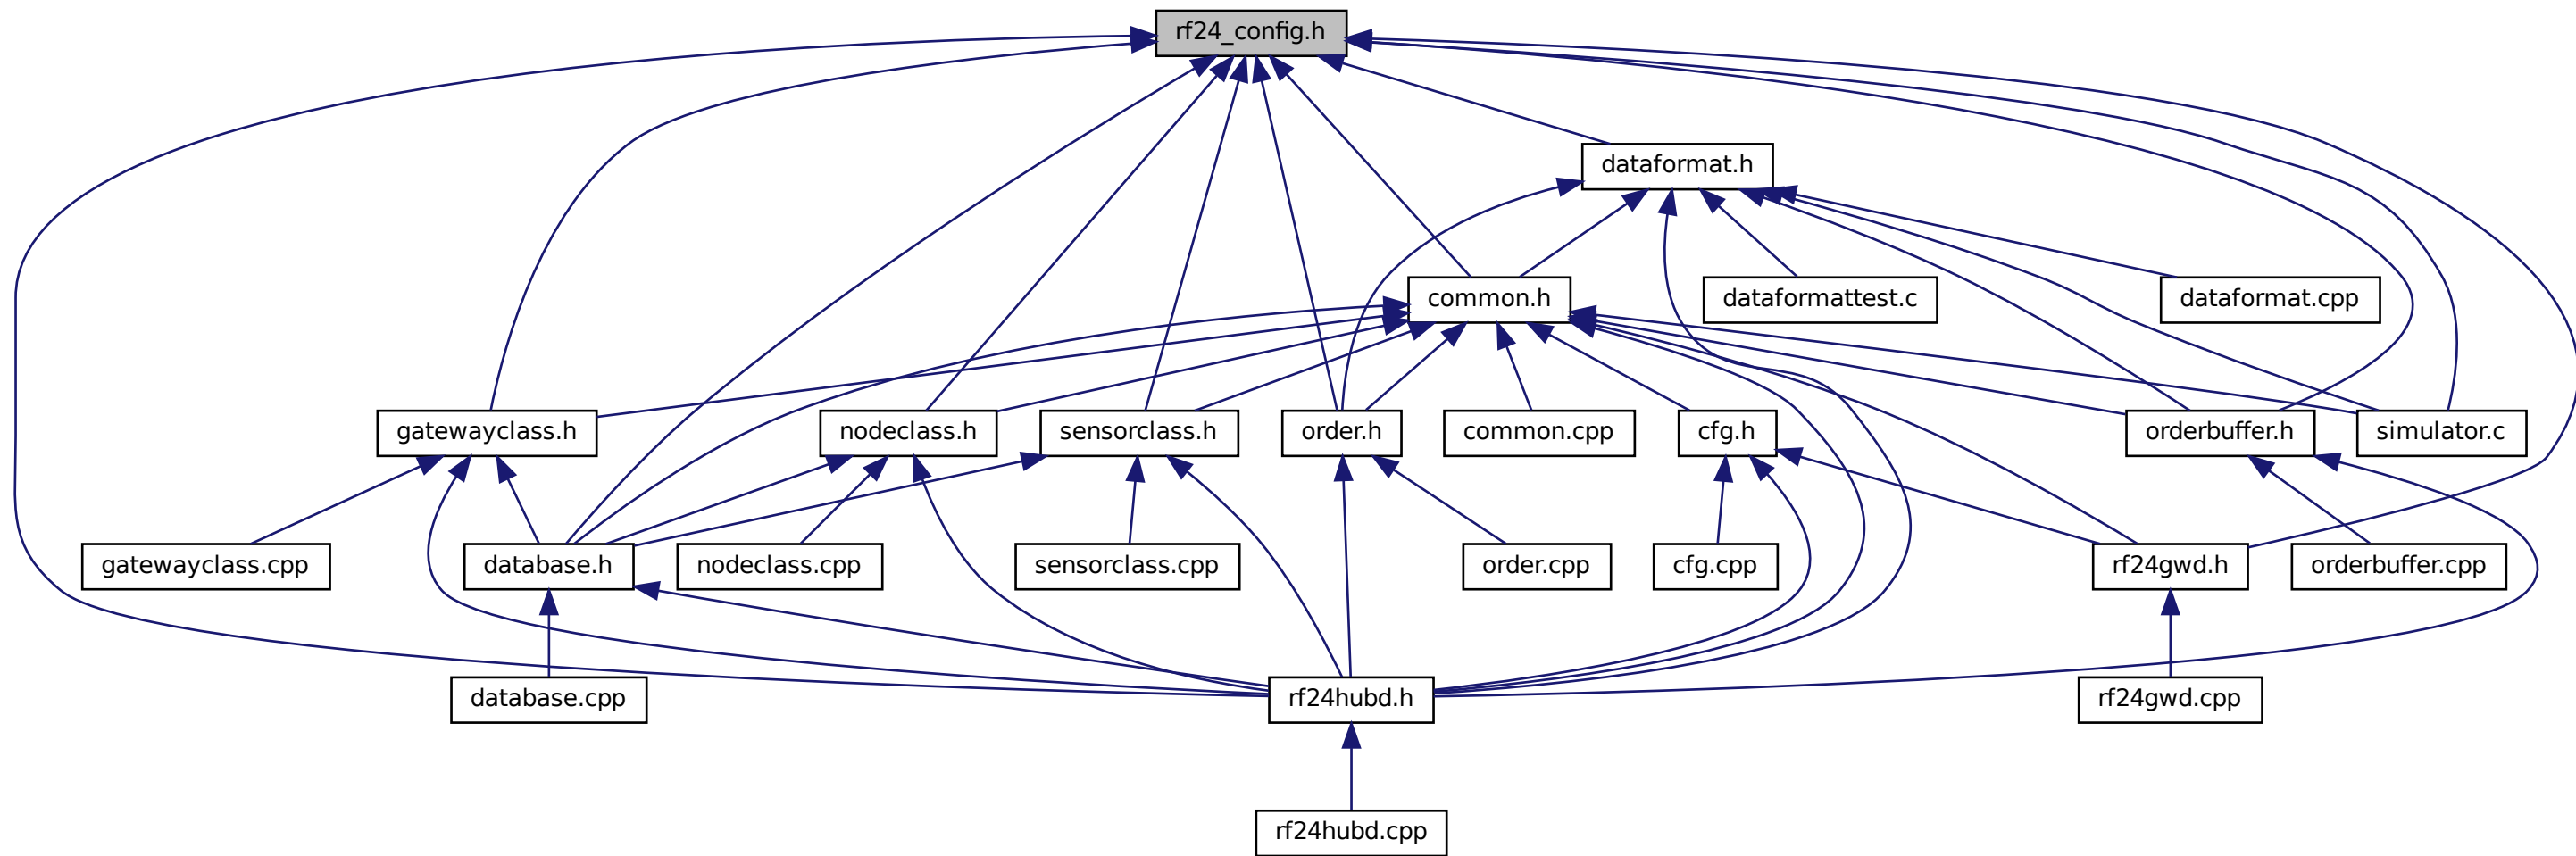 rf24_config.h
dataformat.h
common.h
dataformattest.c
dataformat.cpp
gatewayclass.h
nodeclass.h
sensorclass.h
order.h
common.cpp
cfg.h
orderbuffer.h
simulator.c
gatewayclass.cpp
database.h
nodeclass.cpp
sensorclass.cpp
order.cpp
cfg.cpp
rf24gwd.h
orderbuffer.cpp
database.cpp
rf24hubd.h
rf24gwd.cpp
rf24hubd.cpp